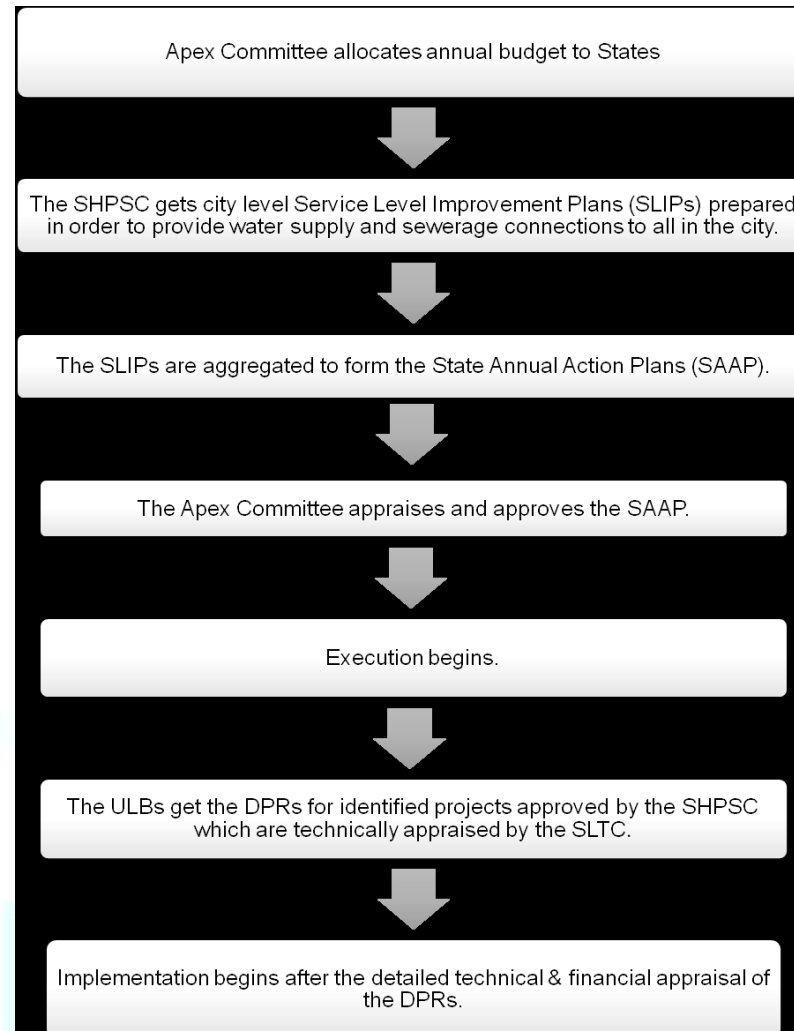 Apex Committee allocates annual budget to States
The SHPSC gets city level Service Level Improvement Plans (SLIPs) prepared
in order to provide water supply and sewerage connections to all in the city.
The SLIPs are aggregated to form the State Annual Action Plans (SAAP).
The Apex Committee appraises and approves the SAAP.
Execution begins.
The ULBs get the DPRs for identified projects approved by the SHPSC
which are technically appraised by the SLTC.
Implementation begins after the detailed technical & financial appraisal of
the DPRs.